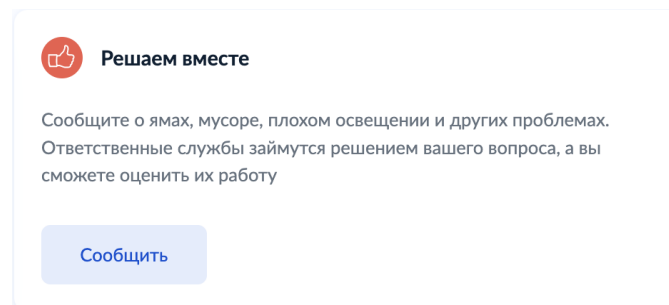 Решаем вместе
Сообщите о ямах, мусоре, плохом освещении и других проблемах.
Ответственные службы займутся решением вашего вопроса, а вы
сможете оценить их работу
Сообщить